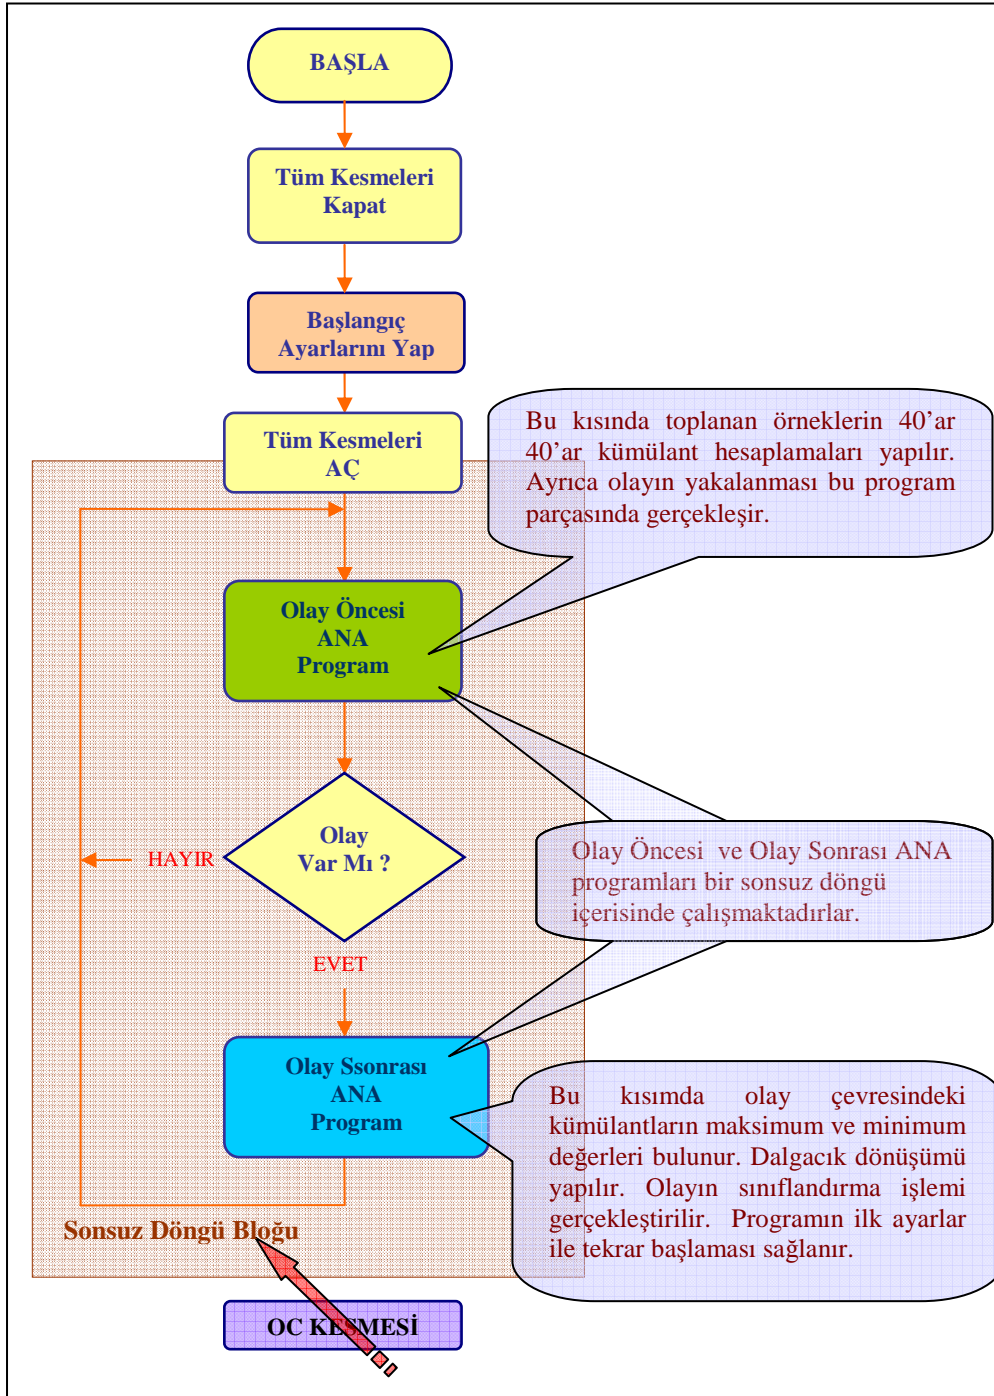 BAŞLA
Tüm Kesmeleri
Kapat
Başlangıç
Ayarlarını Yap
Tüm Kesmeleri
AÇ
Bu kısında toplanan örneklerin 40’ar
40’ar kümülant hesaplamaları yapılır.
Ayrıca olayın yakalanması bu program
parçasında gerçekleşir.
Olay Öncesi
ANA
Program
Olay
Var Mı ?
HAYIR
EVET
Olay Öncesi ve Olay Sonrası ANA
programları bir sonsuz döngü
içerisinde çalışmaktadırlar.
Olay Ssonrası
ANA
Program
Bu kısımda olay çevresindeki
kümülantların maksimum ve minimum
değerleri bulunur. Dalgacık dönüşümü
yapılır. Olayın sınıflandırma işlemi
gerçekleştirilir. Programın ilk ayarlar
ile tekrar başlaması sağlanır.
Sonsuz Döngü Bloğu
OC KESMESİ